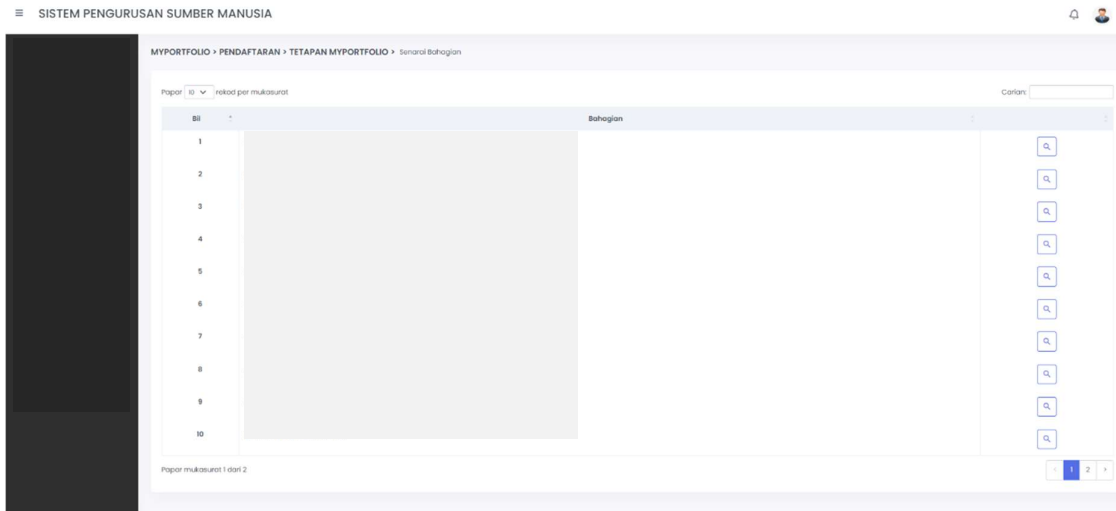 SISTEM PENGURUSAN SUMBER MANUSIA
MYPORTFOLIO > PENDAFTARAN > TETAPAN MYPORTFOLIO > Senarai Bahagian
Papar 10 rekod per mukasurat
Carian:
Bil Bahagian
1
2
3
4
5
6
7
8
9
10
Papar mukasurat 1 dari 2
< 1 2 >